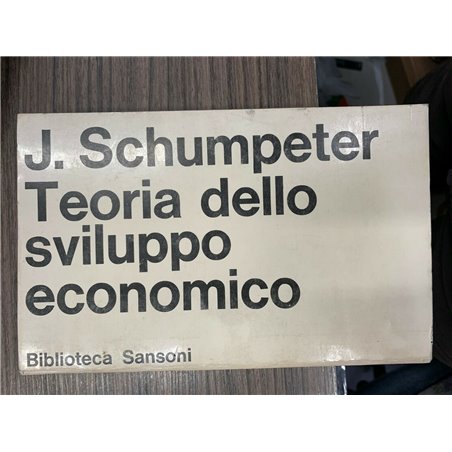 J. Schumpeter
Teoria dello
sviluppo
economico
Biblioteca Sansoni